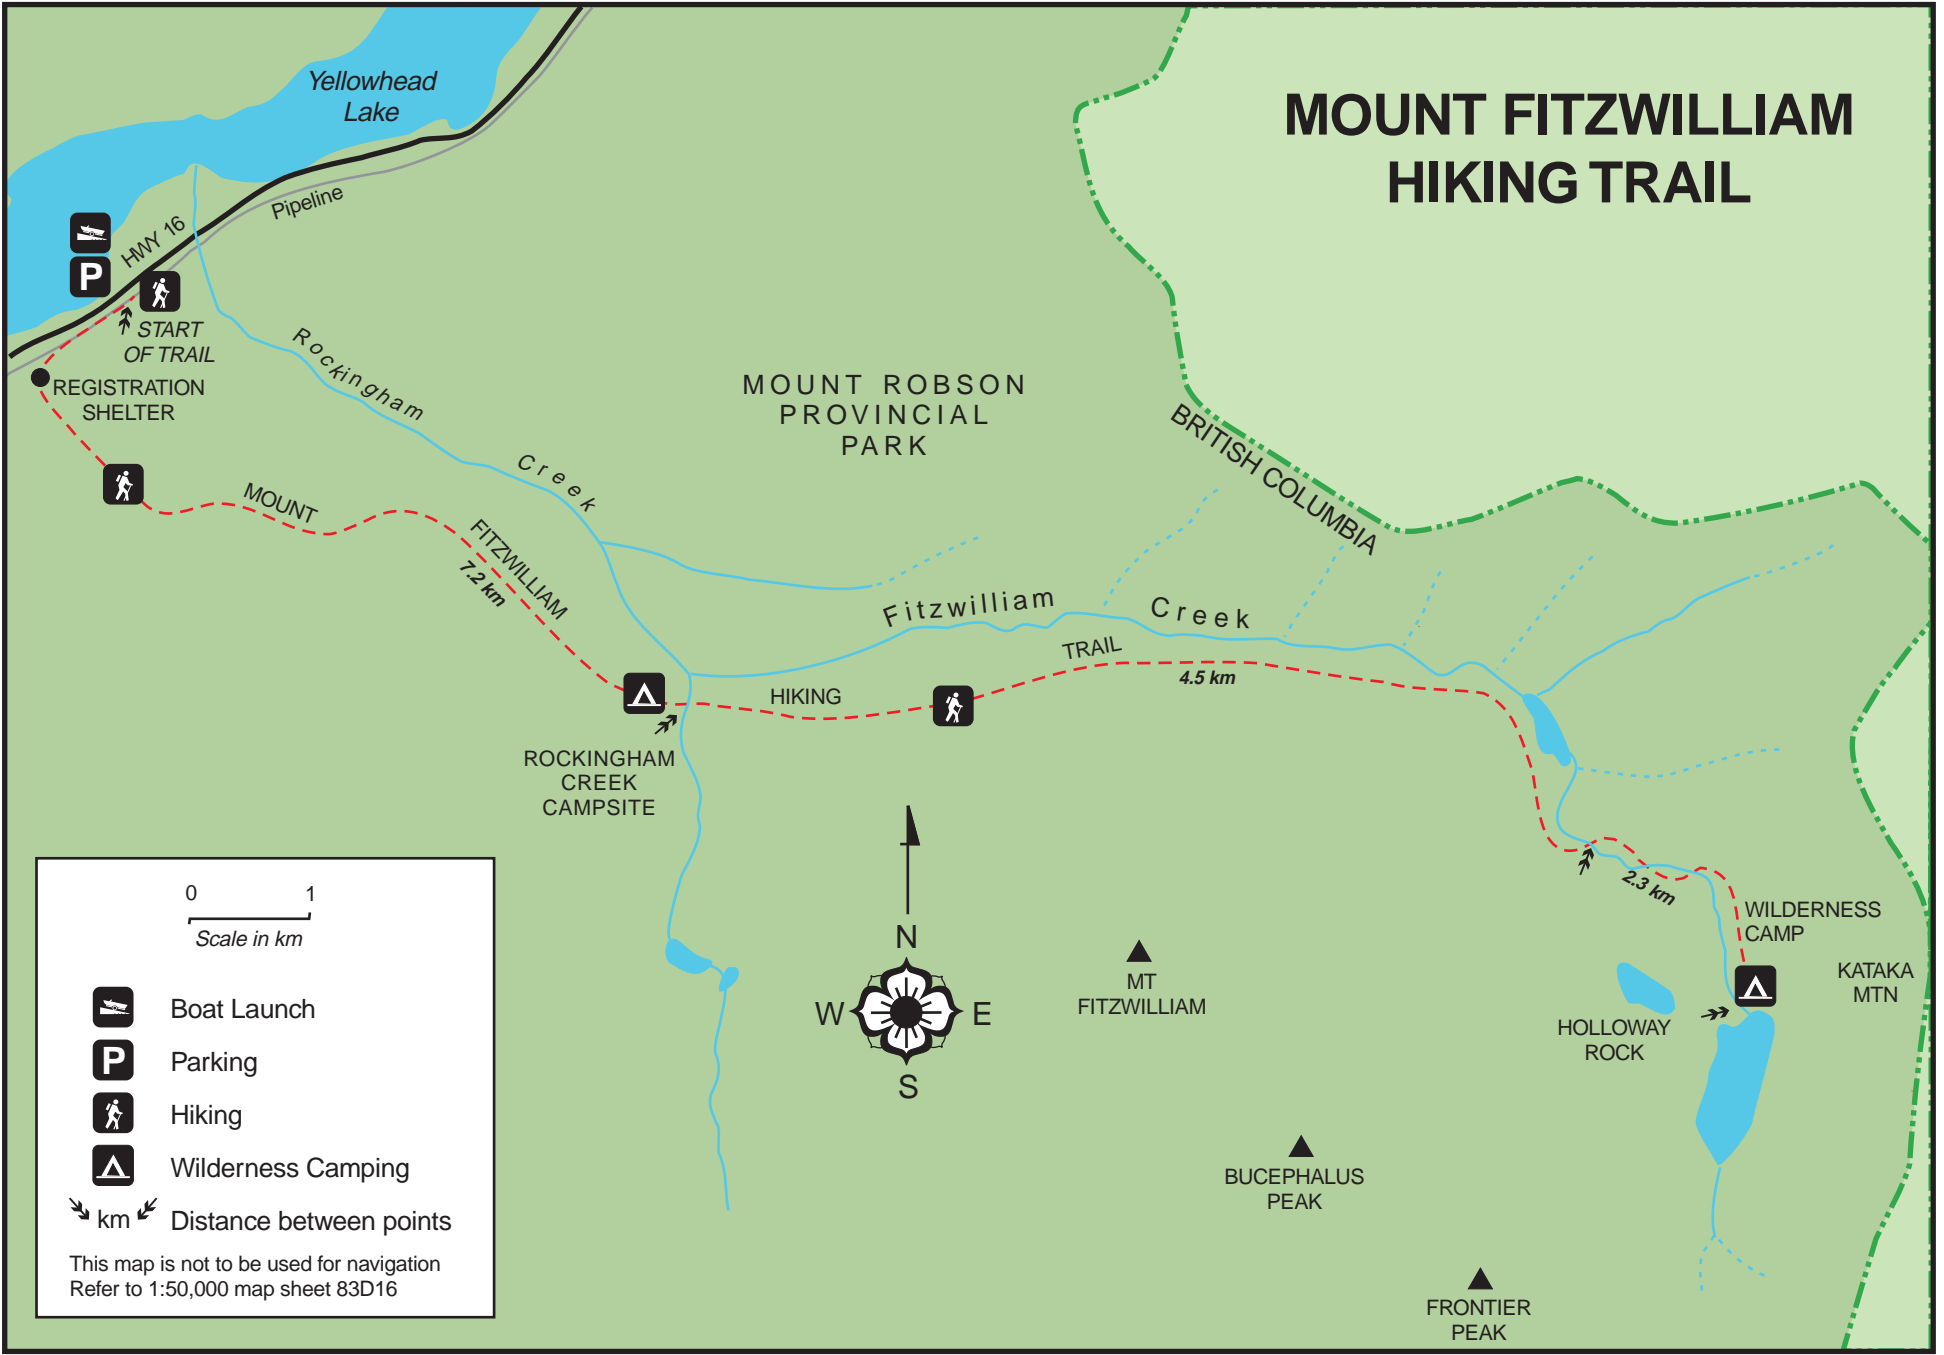 MOUNT FITZWILLIAM
HIKING TRAIL
Yellowhead
Lake
HWY 16
Pipeline
P
START
OF TRAIL
REGISTRATION
SHELTER
Rockingham
Creek
MOUNT ROBSON
PROVINCIAL
PARK
BRITISH COLUMBIA
MOUNT
FITZWILLIAM
7.2 km
Fitzwilliam
Creek
HIKING
TRAIL
4.5 km
ROCKINGHAM
CREEK
CAMPSITE
2.3 km
WILDERNESS
CAMP
KATAKA
MTN
HOLLOWAY
ROCK
MT
FITZWILLIAM
BUCEPHALUS
PEAK
FRONTIER
PEAK
N
W
E
S
0 1
Scale in km
Boat Launch
P Parking
Hiking
Wilderness Camping
km Distance between points
This map is not to be used for navigation
Refer to 1:50,000 map sheet 83D16